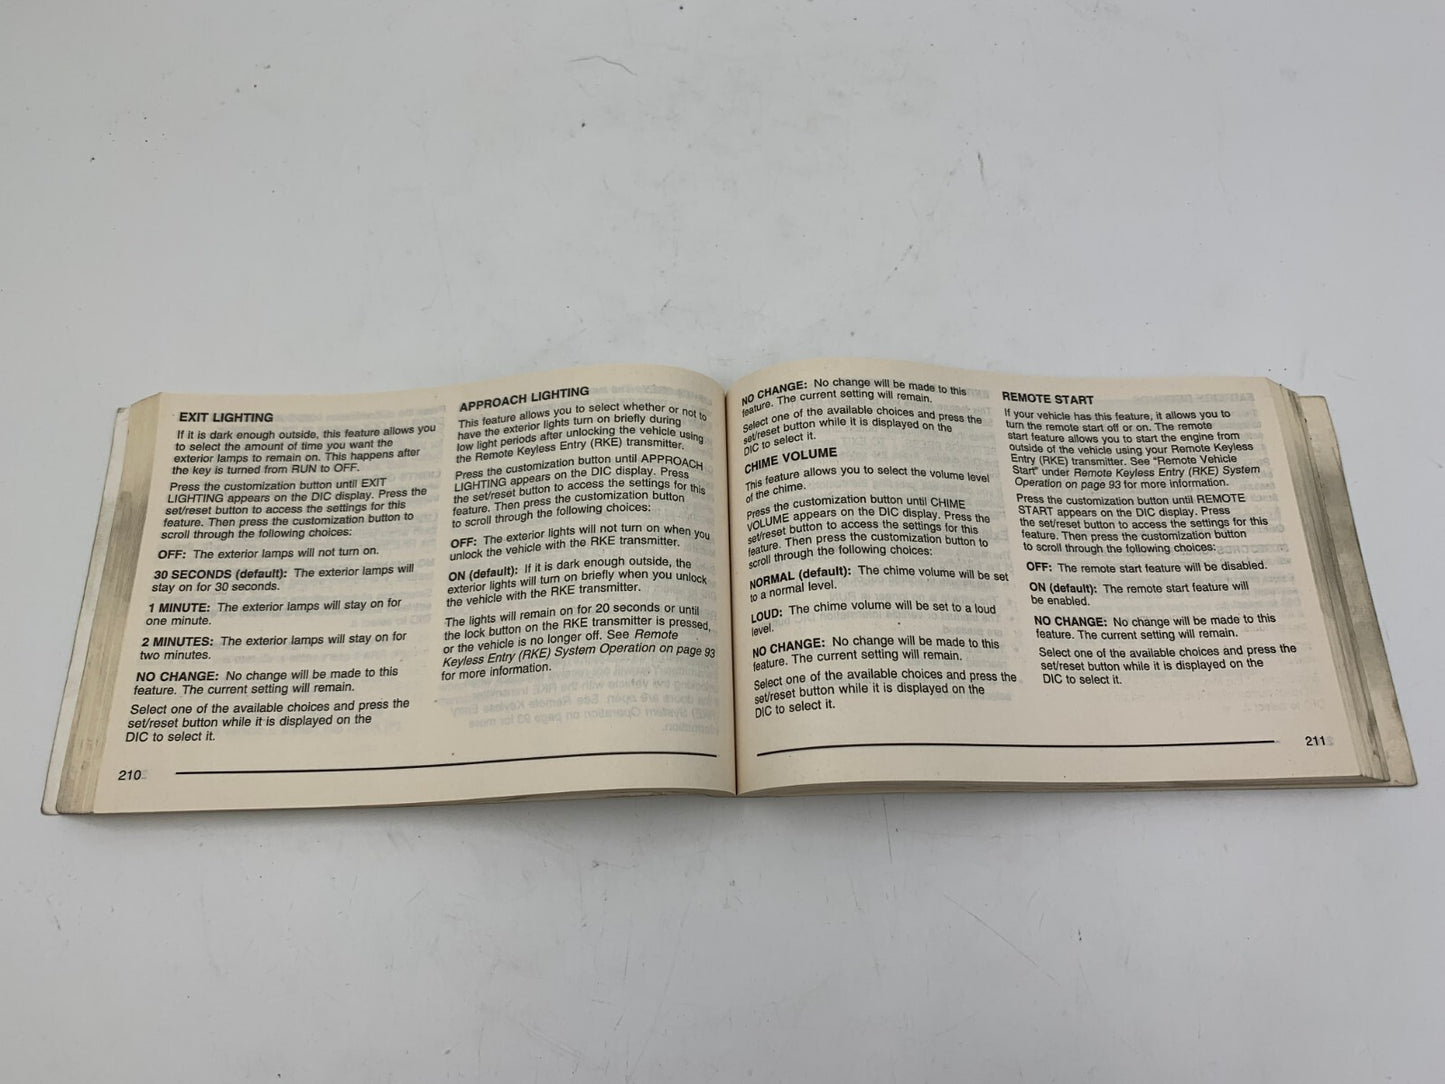 EXIT LIGHTING
If it is dark enough outside, this feature allows you
to select the amount of time you want the
exterior lamps to remain on. This happens after
the key is turned from RUN to OFF.
Press the customization button until EXIT
LIGHTING appears on the DIC display. Press the
set/reset button to access the settings for this
feature. Then press the customization button to
scroll through the following choices:
OFF: The exterior lamps will not turn on.
30 SECONDS (default): The exterior lamps will
stay on for 30 seconds.
1 MINUTE: The exterior lamps will stay on for
one minute.
2 MINUTES: The exterior lamps will stay on for
two minutes.
NO CHANGE: No change will be made to this
feature. The current setting will remain.
Select one of the available choices and press the
set/reset button while it is displayed on the
DIC to select it.
APPROACH LIGHTING
This feature allows you to select whether or not to
have the exterior lights turn on briefly during
low light periods after unlocking the vehicle using
the Remote Keyless Entry (RKE) transmitter.
Press the customization button until APPROACH
LIGHTING appears on the DIC display. Press
the set/reset button to access the settings for this
feature. Then press the customization button
to scroll through the following choices:
OFF: The exterior lights will not turn on when you
unlock the vehicle with the RKE transmitter.
ON (default): If it is dark enough outside, the
exterior lights will turn on briefly when you unlock
the vehicle with the RKE transmitter.
The lights will remain on for 20 seconds or until
the lock button on the RKE transmitter is pressed,
or the vehicle is no longer off. See Remote
Keyless Entry (RKE) System Operation on page 93
for more information.
210
NO CHANGE: No change will be made to this
feature. The current setting will remain.
Select one of the available choices and press the
set/reset button while it is displayed on the
DIC to select it.
CHIME VOLUME
This feature allows you to select the volume level
of the chime.
Press the customization button until CHIME
VOLUME appears on the DIC display. Press the
set/reset button to access the settings for this
feature. Then press the customization button to
scroll through the following choices:
NORMAL (default): The chime volume will be set
to a normal level.
LOUD: The chime volume will be set to a loud
level.
NO CHANGE: No change will be made to this
feature. The current setting will remain.
Select one of the available choices and press the
set/reset button while it is displayed on the
DIC to select it.
REMOTE START
If your vehicle has this feature, it allows you to
turn the remote start off or on. The remote
start feature allows you to start the engine from
outside of the vehicle using your Remote Keyless
Entry (RKE) transmitter. See "Remote Vehicle
Start" under Remote Keyless Entry (RKE) System
Operation on page 93 for more information.
Press the customization button until REMOTE
START appears on the DIC display. Press
the set/reset button to access the settings for this
feature. Then press the customization button
to scroll through the following choices:
OFF: The remote start feature will be disabled.
ON (default): The remote start feature will
be enabled.
NO CHANGE: No change will be made to this
feature. The current setting will remain.
Select one of the available choices and press the
set/reset button while it is displayed on the
DIC to select it.
211